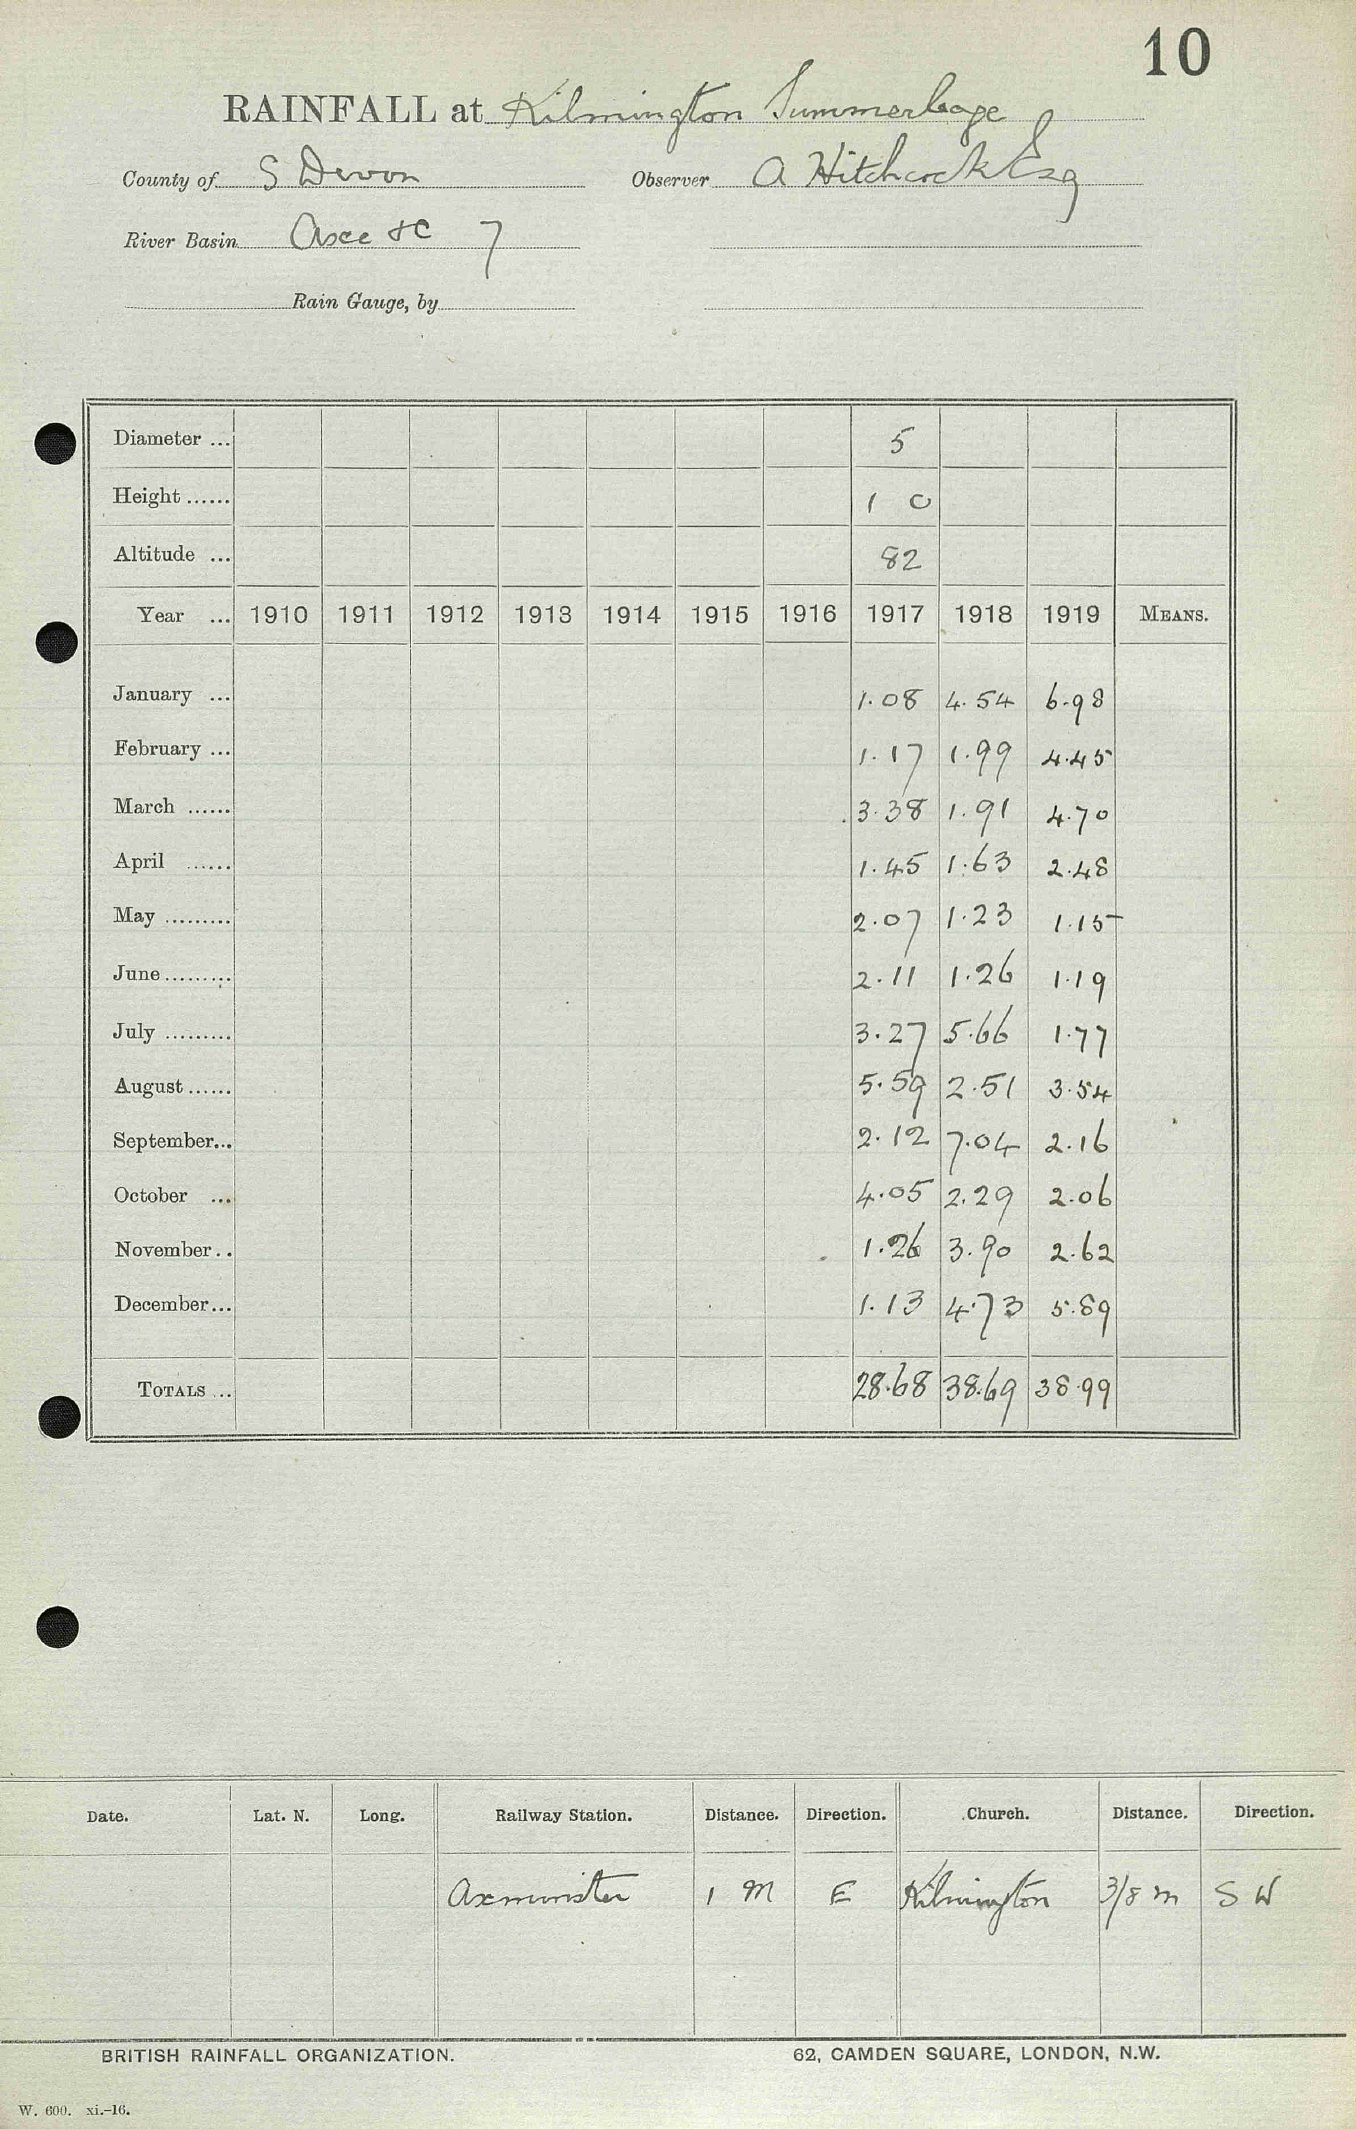 10
RAINFALL at Kilmington Summerleaze
County of S Devon Observer A Hitchcock Esq
River Basin Axe &c 7
Rain Gauge, by
Diameter ... 5
Height ...... 1 0
Altitude ... 82
Year ... 1910 1911 1912 1913 1914 1915 1916 1917 1918 1919 MEANS.
January ... 1.08 4.54 6.98
February ... 1.17 1.99 4.45
March ...... 3.38 1.91 4.70
April ...... 1.45 1.63 2.48
May ......... 2.07 1.23 1.15
June......... 2.11 1.26 1.19
July ......... 3.27 5.66 1.77
August...... 5.59 2.51 3.54
September... 2.12 7.04 2.16
October ... 4.05 2.29 2.06
November.. 1.26 3.90 2.62
December... 1.13 4.73 5.89
TOTALS ... 28.68 38.69 38.99
Date. Lat. N. Long. Railway Station. Distance. Direction. Church. Distance. Direction.
Axminster 1 M E Kilmington 3/8 m S W
BRITISH RAINFALL ORGANIZATION. 62, CAMDEN SQUARE, LONDON, N.W.
W. 600. xi.-16.